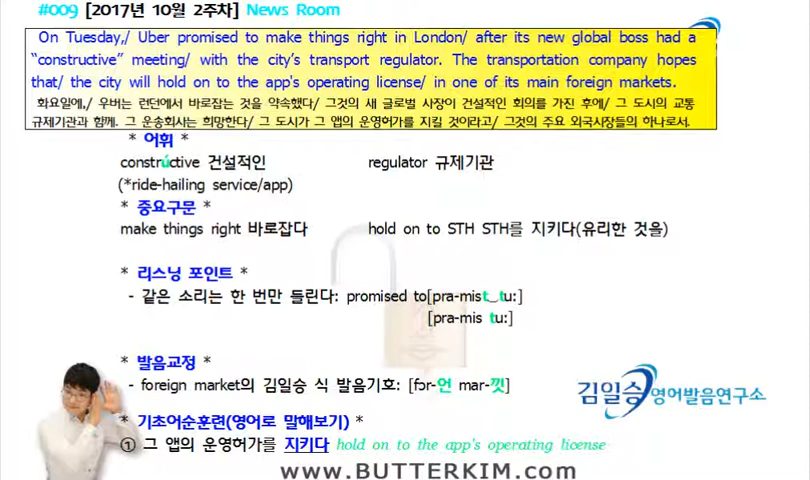 #009 [2017년 10월 2주차] News Room
On Tuesday,/ Uber promised to make things right in London/ after its new global boss had a
“constructive” meeting/ with the city’s transport regulator. The transportation company hopes
that/ the city will hold on to the app's operating license/ in one of its main foreign markets.
화요일에,/ 우버는 런던에서 바로잡는 것을 약속했다/ 그것의 새 글로벌 사장이 건설적인 회의를 가진 후에/ 그 도시의 교통
규제기관과 함께. 그 운송회사는 희망한다/ 그 도시가 그 앱의 운영허가를 지킬 것이라고/ 그것의 주요 외국시장들의 하나로서.
* 어휘 *
constrúctive 건설적인 regulator 규제기관
(*ride-hailing service/app)
* 중요구문 *
make things right 바로잡다 hold on to STH STH를 지키다(유리한 것을)
* 리스닝 포인트 *
- 같은 소리는 한 번만 들린다: promised to[pra-mist‿tu:]
[pra-mis tu:]
* 발음교정 *
- foreign market의 김일승 식 발음기호: [for-언 mar-낏]
김일승 영어발음연구소
* 기초어순훈련(영어로 말해보기) *
① 그 앱의 운영허가를 지키다 hold on to the app's operating license
www.BUTTERKIM.com